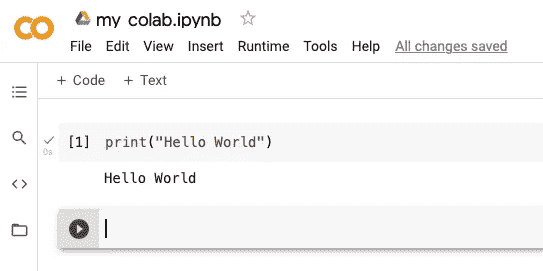 my colab.ipynb
File Edit View Insert Runtime Tools Help All changes saved
+ Code + Text
[1] print("Hello World")
0s
Hello World